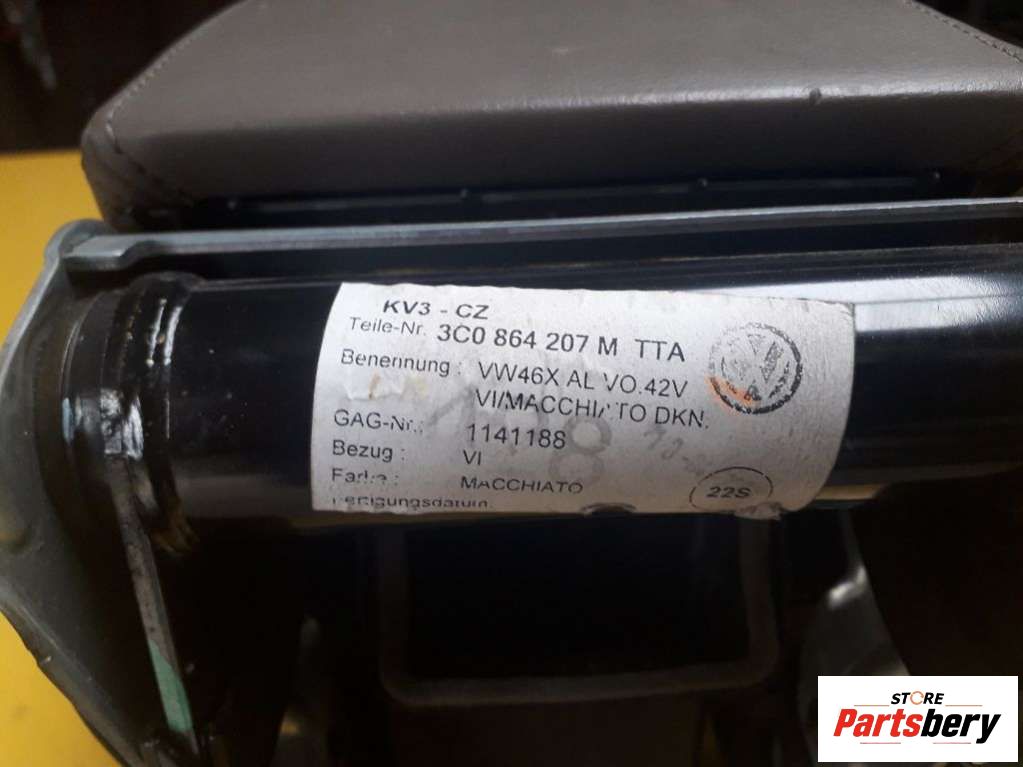 KV3 - CZ
Teile-Nr. 3C0 864 207 M TTA
Benennung : VW46X AL VO.42V
VI/MACCHIATO DKN.
GAG-Nr.: 1141188
Bezug : VI
Farbe : MACCHIATO
Fertigungsdatum:
22S
STORE
Partsbery